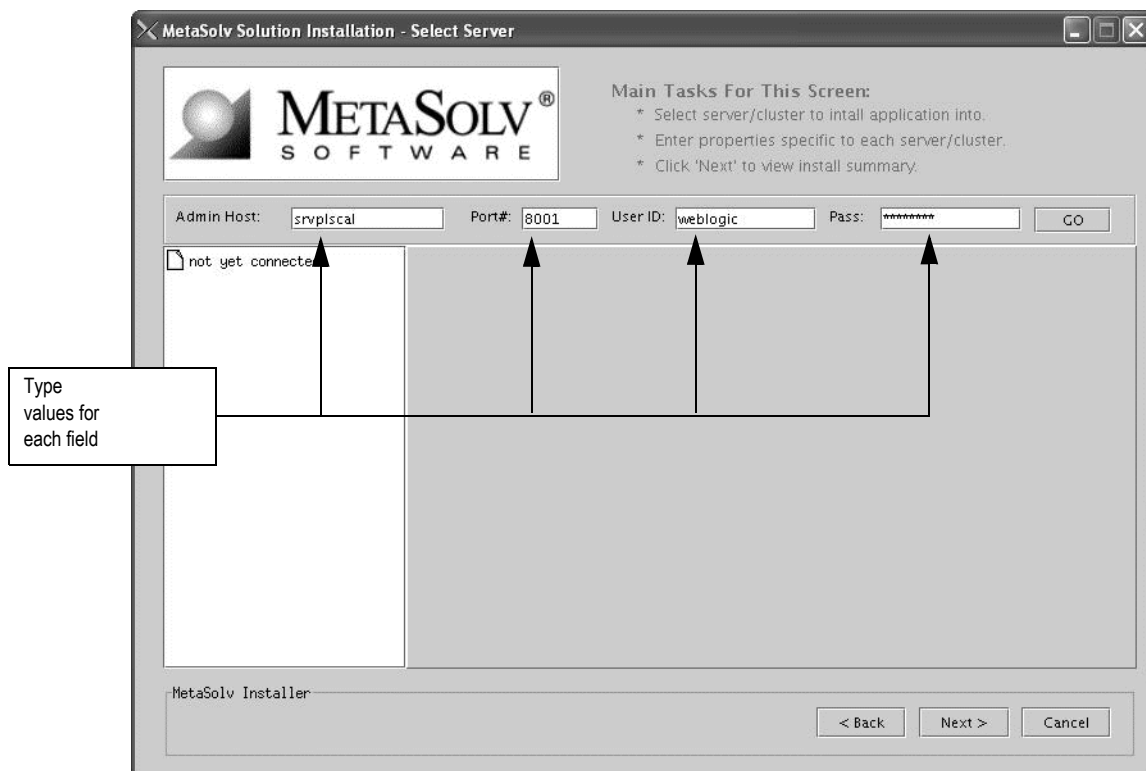 MetaSolv Solution Installation - Select Server
METASOLV®
SOFTWARE
Main Tasks For This Screen:
* Select server/cluster to intall application into.
* Enter properties specific to each server/cluster.
* Click 'Next' to view install summary.
Admin Host: srvplscal Port#: 8001 User ID: weblogic Pass: ******** GO
not yet connecte
Type
values for
each field
MetaSolv Installer
< Back Next > Cancel